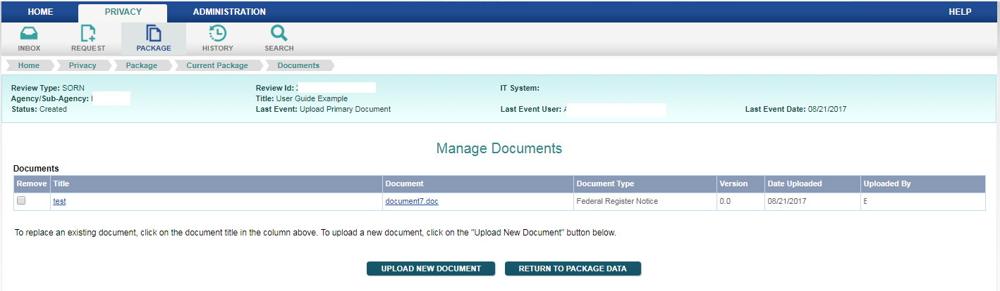 HOME PRIVACY ADMINISTRATION HELP
INBOX REQUEST PACKAGE HISTORY SEARCH
Home Privacy Package Current Package Documents
Review Type: SORN Review Id: IT System:
Agency/Sub-Agency: Title: User Guide Example
Status: Created Last Event: Upload Primary Document Last Event User: Last Event Date: 08/21/2017
Manage Documents
Documents
Remove Title Document Document Type Version Date Uploaded Uploaded By
test document7.doc Federal Register Notice 0.0 08/21/2017
To replace an existing document, click on the document title in the column above. To upload a new document, click on the "Upload New Document" button below.
UPLOAD NEW DOCUMENT RETURN TO PACKAGE DATA